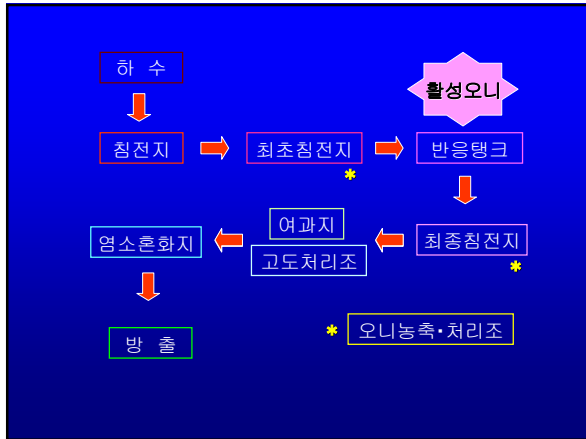 하 수
활성오니
침전지
최초침전지
*
반응탱크
염소혼화지
여과지
고도처리조
최종침전지
*
방 출
* 오니농축·처리조